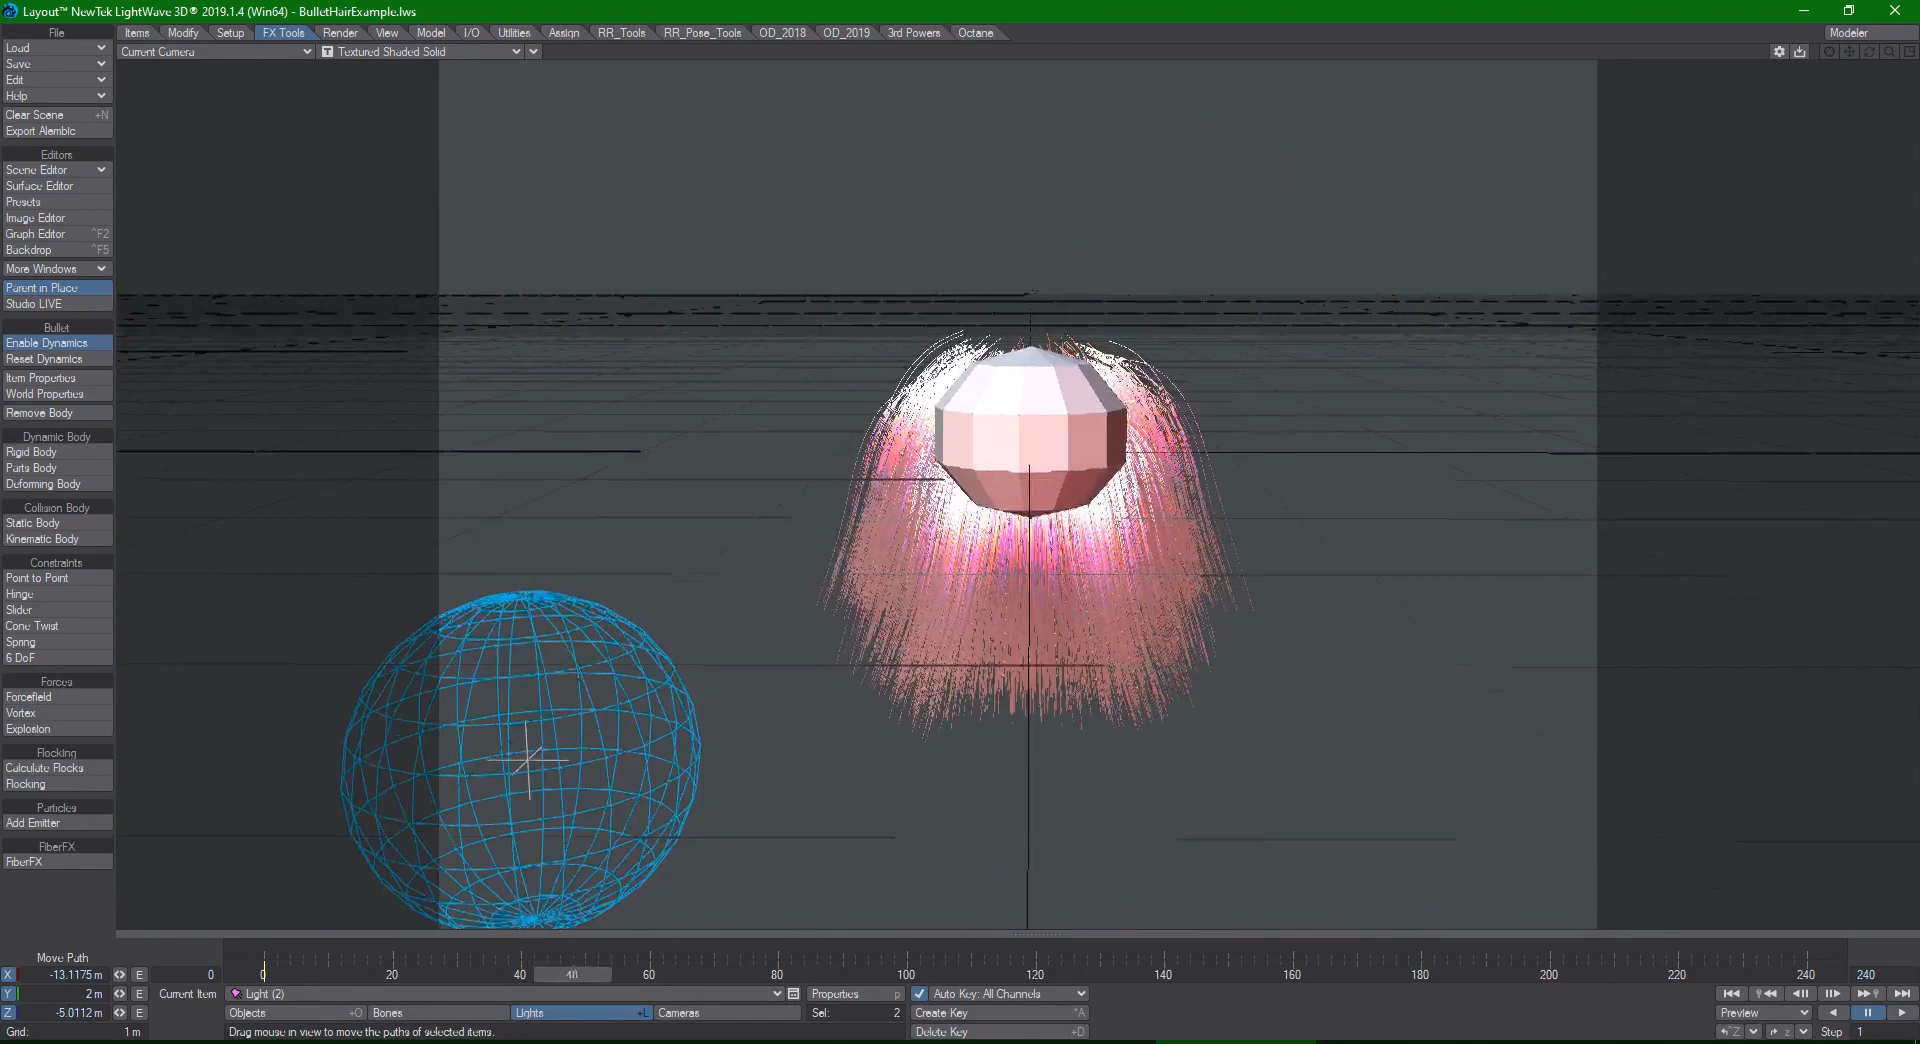 Layout™ NewTek LightWave 3D® 2019.1.4 (Win64) - BulletHairExample.lws
File Items Modify Setup FX Tools Render View Model I/O Utilities Assign RR_Tools RR_Pose_Tools OD_2018 OD_2019 3rd Powers Octane Modeler
Load Current Camera T Textured Shaded Solid
Save
Edit
Help
Clear Scene +N
Export Alembic
Editors
Scene Editor
Surface Editor
Presets
Image Editor
Graph Editor ^F2
Backdrop ^F5
More Windows
Parent in Place
Studio LIVE
Bullet
Enable Dynamics
Reset Dynamics
Item Properties
World Properties
Remove Body
Dynamic Body
Rigid Body
Parts Body
Deforming Body
Collision Body
Static Body
Kinematic Body
Constraints
Point to Point
Hinge
Slider
Cone Twist
Spring
6 DoF
Forces
Forcefield
Vortex
Explosion
Flocking
Calculate Flocks
Flocking
Particles
Add Emitter
FiberFX
FiberFX
Move Path
X -13.1175 m E 0 0 20 40 60 80 100 120 140 160 180 200 220 240 240
Y 2 m E Current Item Light (2) Properties p Auto Key: All Channels
Z -5.0112 m E Objects +O Bones Lights +L Cameras Sel: 2 Create Key ^A Preview
Grid: 1 m Drag mouse in view to move the paths of selected items. Delete Key +D ^Z z Step 1